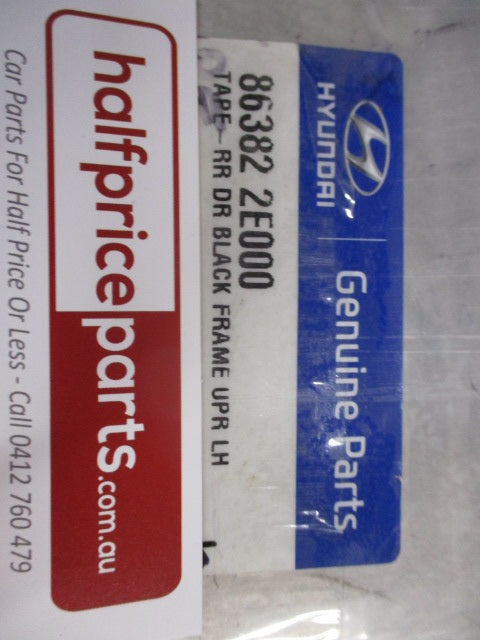 HYUNDAI | Genuine Parts
86382 2E000
TAPE-RR DR BLACK FRAME UPR LH
halfpriceparts.com.au
Car Parts For Half Price Or Less - Call 0412 760 479